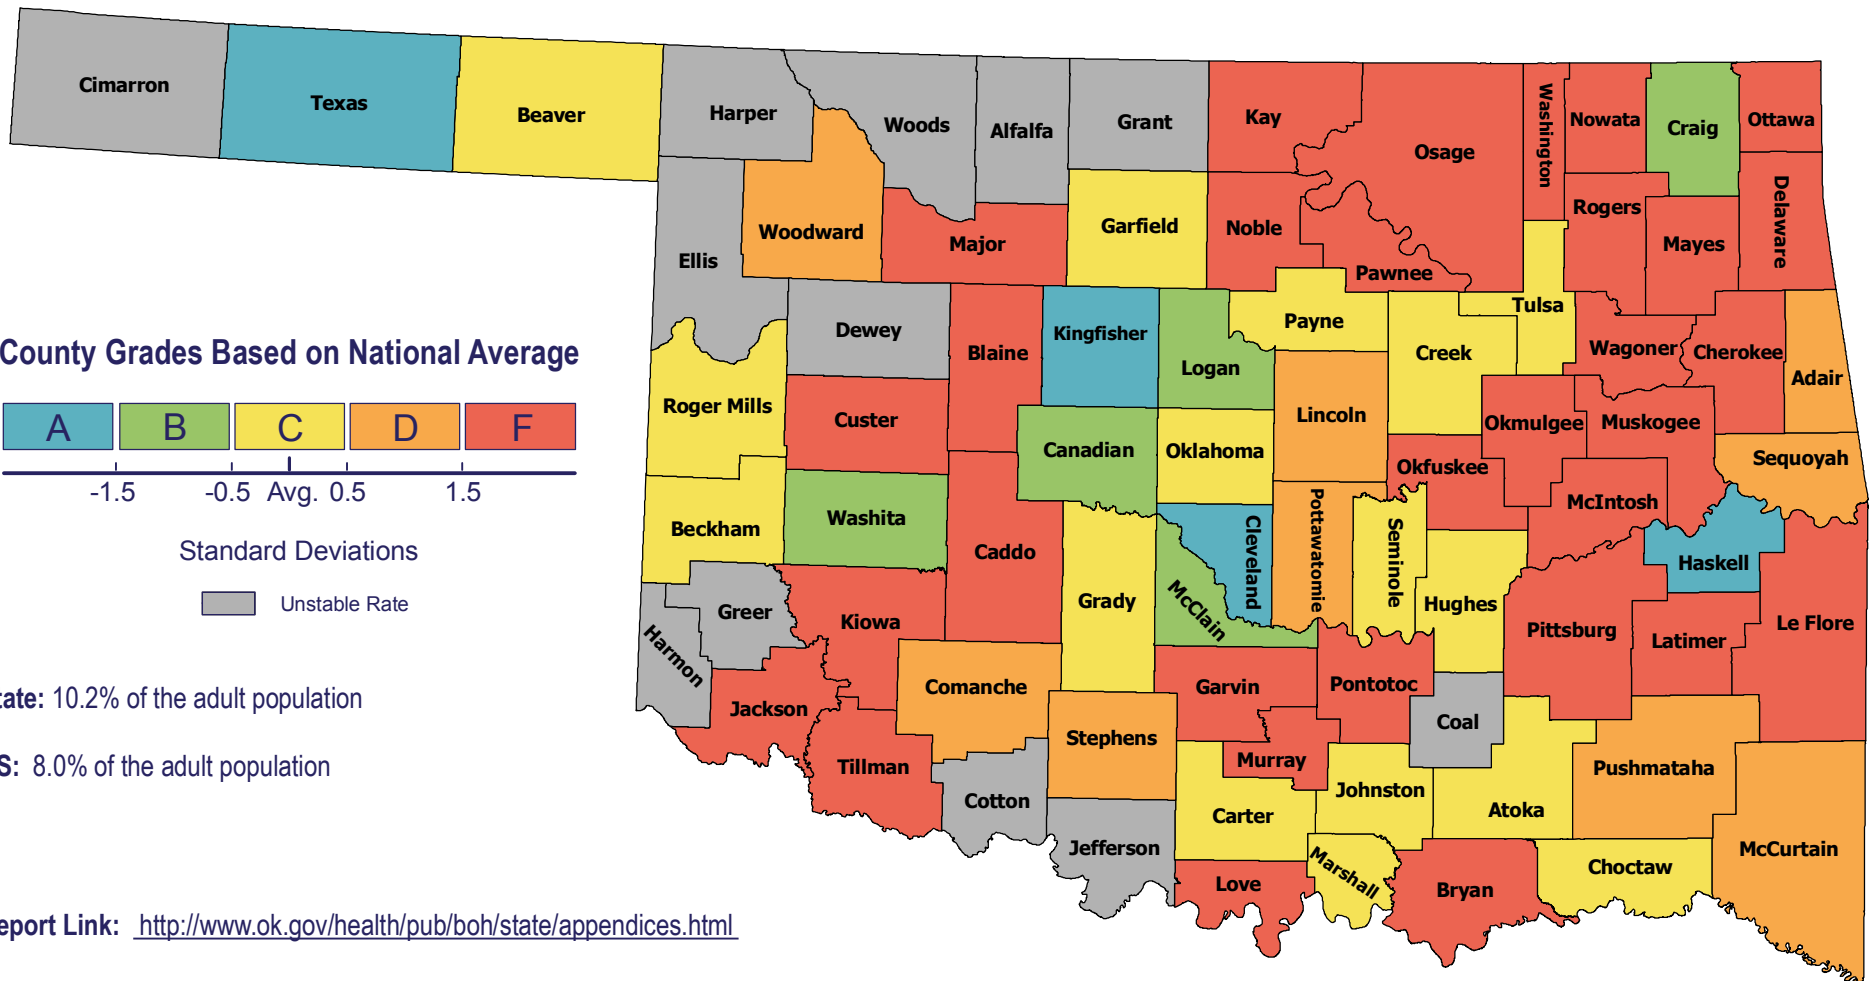 Cimarron
Texas
Beaver
Harper
Woods
Alfalfa
Grant
Kay
Osage
Washington
Nowata
Craig
Ottawa
Ellis
Woodward
Major
Garfield
Noble
Pawnee
Rogers
Mayes
Delaware
Dewey
Blaine
Kingfisher
Logan
Payne
Creek
Tulsa
Wagoner
Cherokee
Adair
County Grades Based on National Average
A B C D F
-1.5 -0.5 Avg. 0.5 1.5
Standard Deviations
Unstable Rate
Roger Mills
Custer
Canadian
Oklahoma
Lincoln
Okfuskee
Okmulgee
Muskogee
Sequoyah
Beckham
Washita
Caddo
Grady
McClain
Cleveland
Pottawatomie
Seminole
Hughes
McIntosh
Haskell
Harmon
Greer
Kiowa
Pittsburg
Latimer
Le Flore
tate: 10.2% of the adult population
S: 8.0% of the adult population
Jackson
Tillman
Comanche
Stephens
Garvin
Murray
Pontotoc
Coal
Cotton
Jefferson
Carter
Johnston
Atoka
Pushmataha
McCurtain
Love
Marshall
Bryan
Choctaw
eport Link: http://www.ok.gov/health/pub/boh/state/appendices.html